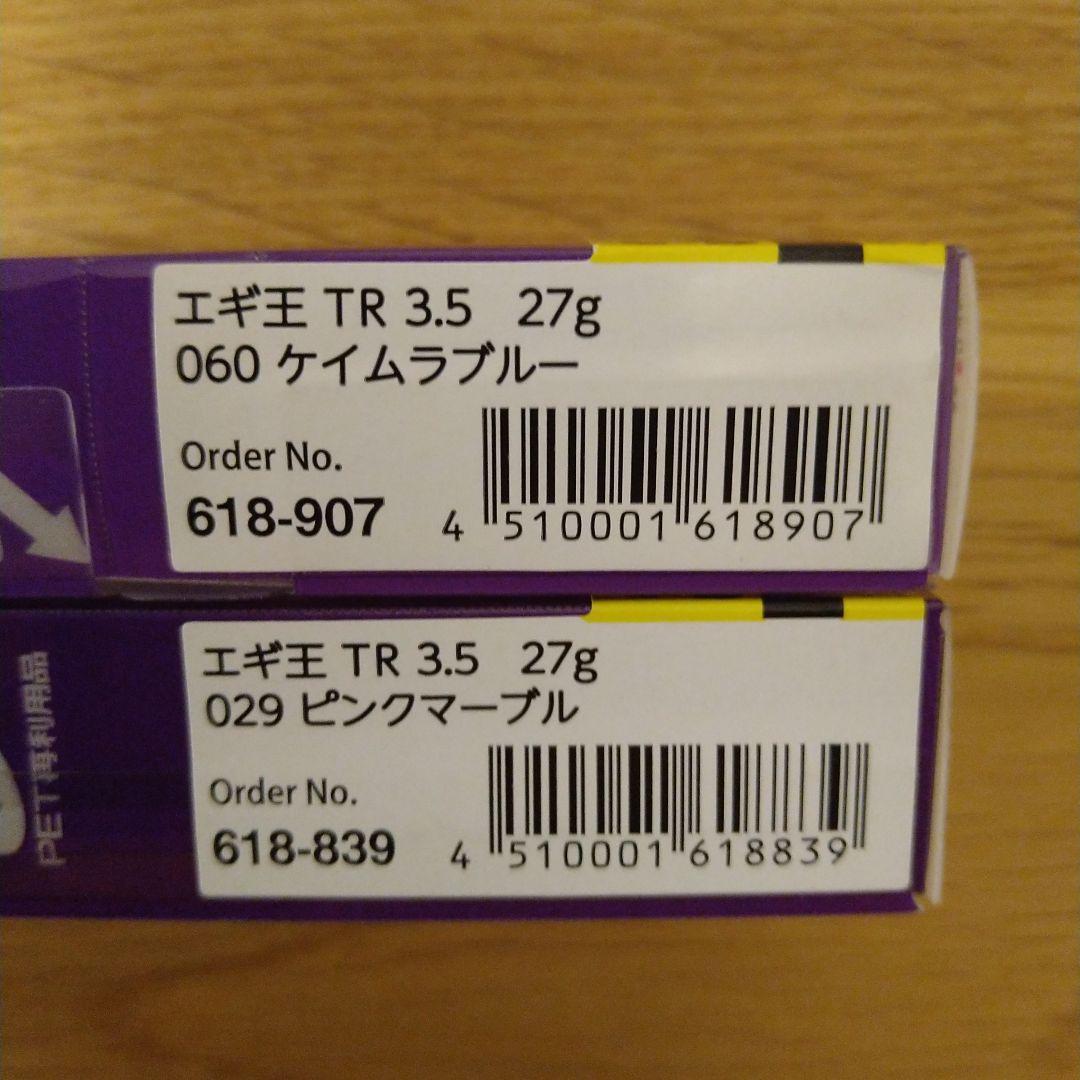 エギ王 TR 3.5 27g
060 ケイムラブルー
Order No.
618-907
4 510001 618907
エギ王 TR 3.5 27g
029 ピンクマーブル
Order No.
618-839
4 510001 618839
PET再利用品